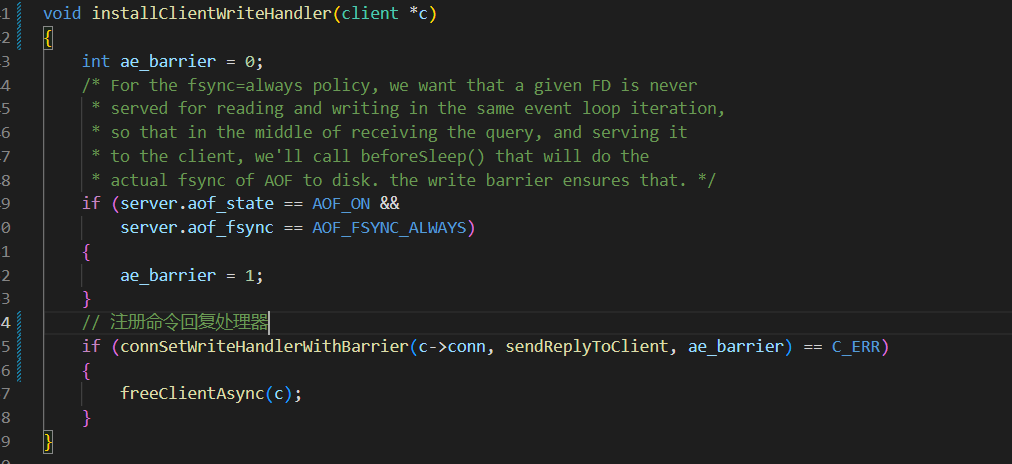 1 void installClientWriteHandler(client *c)
2 {
3 int ae_barrier = 0;
4 /* For the fsync=always policy, we want that a given FD is never
5 * served for reading and writing in the same event loop iteration,
6 * so that in the middle of receiving the query, and serving it
7 * to the client, we'll call beforeSleep() that will do the
8 * actual fsync of AOF to disk. the write barrier ensures that. */
9 if (server.aof_state == AOF_ON &&
0 server.aof_fsync == AOF_FSYNC_ALWAYS)
1 {
2 ae_barrier = 1;
3 }
4 // 注册命令回复处理器
5 if (connSetWriteHandlerWithBarrier(c->conn, sendReplyToClient, ae_barrier) == C_ERR)
6 {
7 freeClientAsync(c);
8 }
9 }